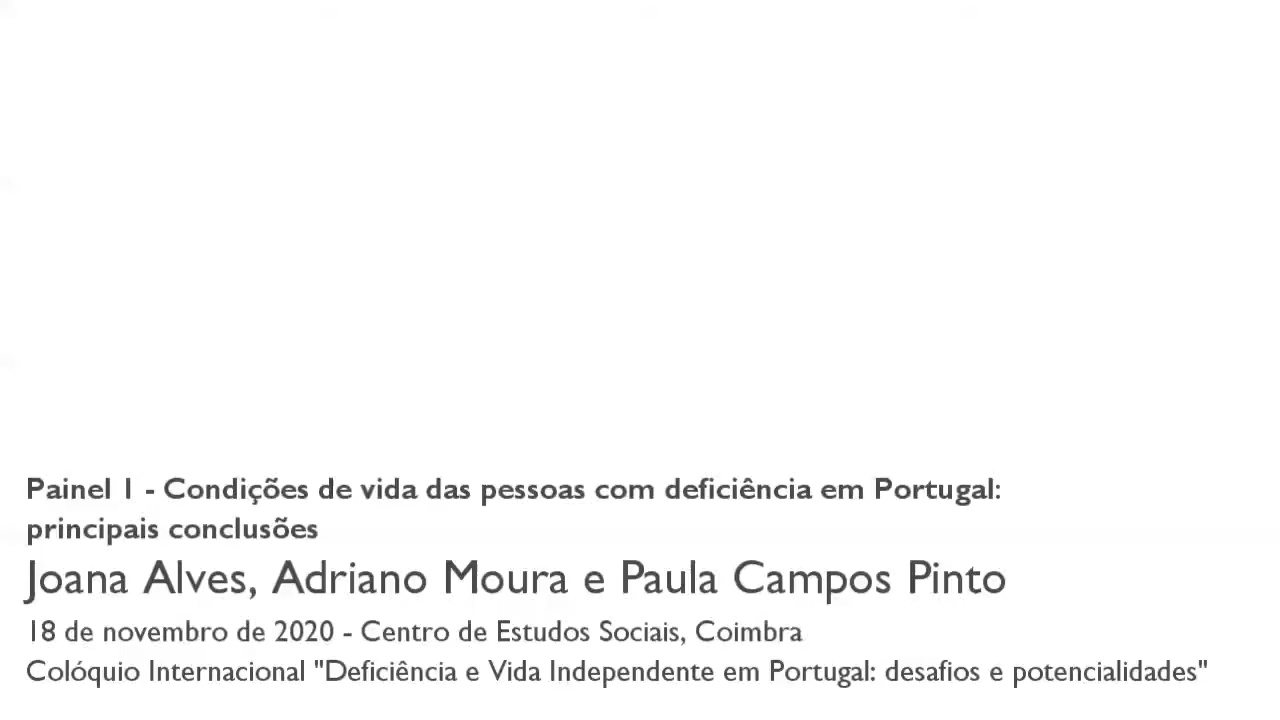 Painel 1 - Condições de vida das pessoas com deficiência em Portugal:
principais conclusões
Joana Alves, Adriano Moura e Paula Campos Pinto
18 de novembro de 2020 - Centro de Estudos Sociais, Coimbra
Colóquio Internacional "Deficiência e Vida Independente em Portugal: desafios e potencialidades"